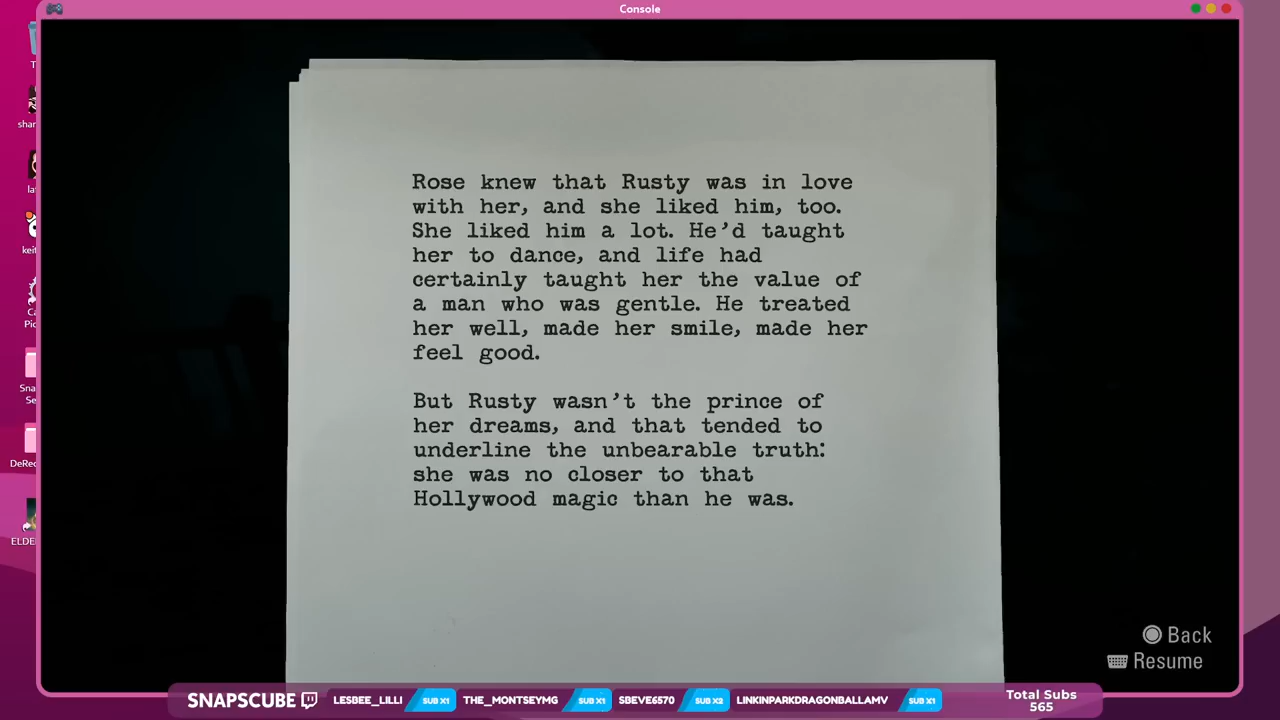 Console
Rose knew that Rusty was in love
with her, and she liked him, too.
She liked him a lot. He’d taught
her to dance, and life had
certainly taught her the value of
a man who was gentle. He treated
her well, made her smile, made her
feel good.
But Rusty wasn’t the prince of
her dreams, and that tended to
underline the unbearable truth:
she was no closer to that
Hollywood magic than he was.
Back
Resume
SNAPSCUBE
LESBEE_LILLI SUB X1
THE_MONTSEYMG SUB X1
SBEVE6570 SUB X2
LINKINPARKDRAGONBALLAMV SUB X1
Total Subs
565